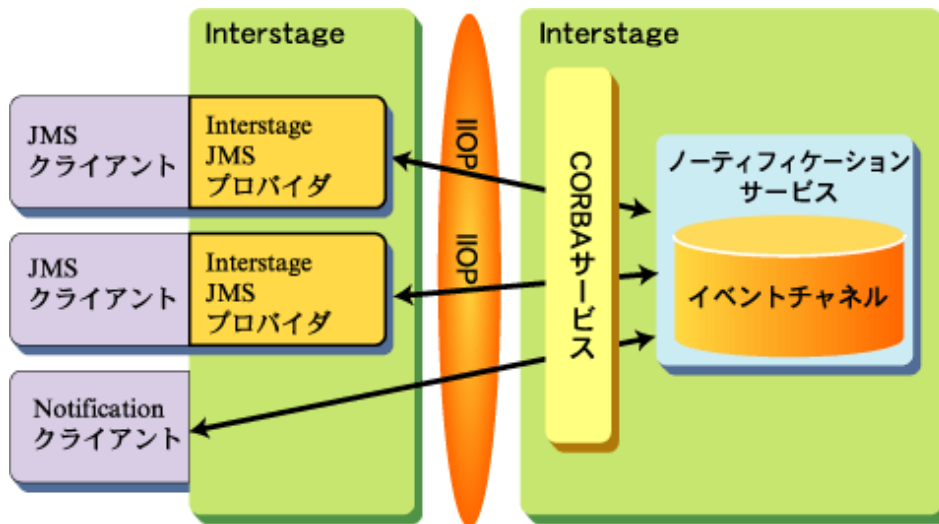 Interstage
JMS
クライアント
Interstage
JMS
プロバイダ
JMS
クライアント
Interstage
JMS
プロバイダ
Notification
クライアント
IIOP
IIOP
Interstage
CORBAサービス
ノーティフィケーション
サービス
イベントチャネル